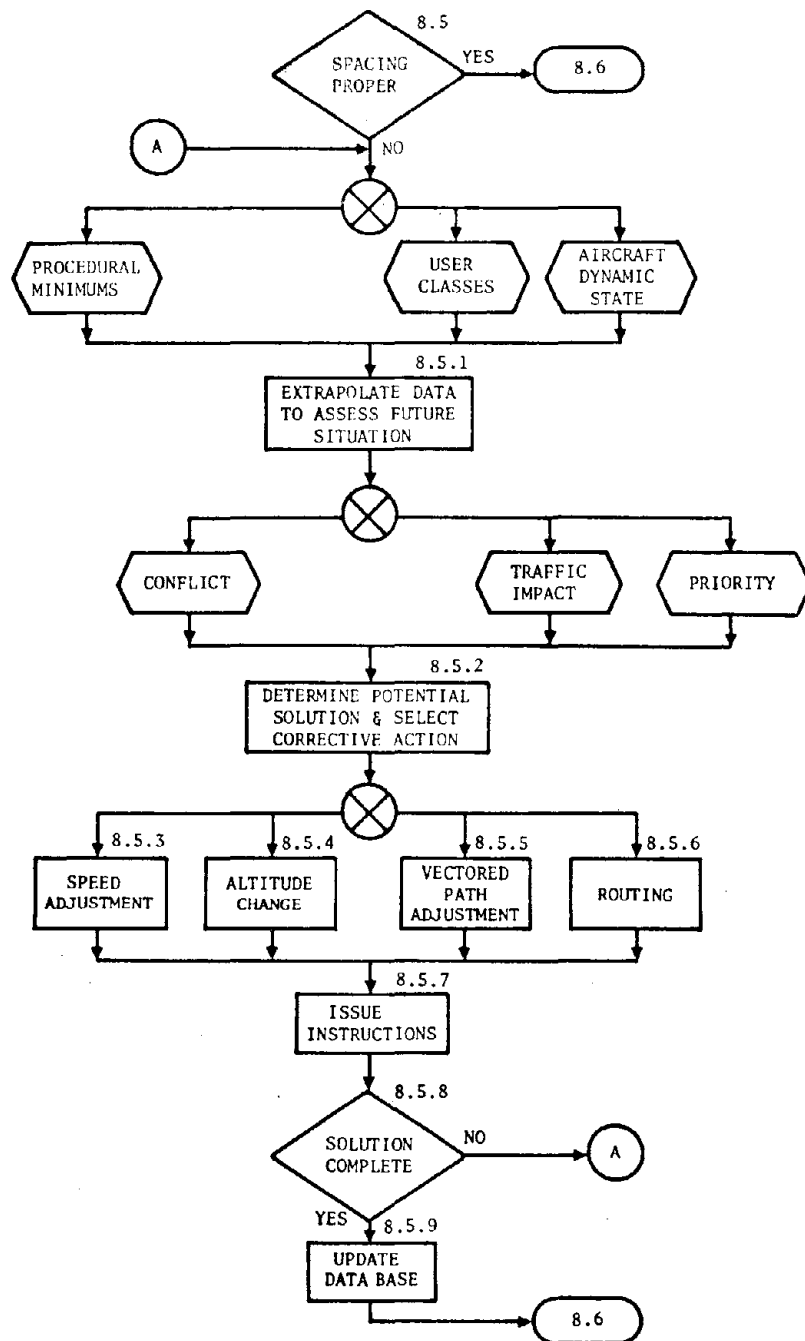 8.5
SPACING
PROPER
YES
8.6
A
NO
PROCEDURAL
MINIMUMS
USER
CLASSES
AIRCRAFT
DYNAMIC
STATE
8.5.1
EXTRAPOLATE DATA
TO ASSESS FUTURE
SITUATION
CONFLICT
TRAFFIC
IMPACT
PRIORITY
8.5.2
DETERMINE POTENTIAL
SOLUTION & SELECT
CORRECTIVE ACTION
8.5.3
SPEED
ADJUSTMENT
8.5.4
ALTITUDE
CHANGE
8.5.5
VECTORED
PATH
ADJUSTMENT
8.5.6
ROUTING
8.5.7
ISSUE
INSTRUCTIONS
8.5.8
SOLUTION
COMPLETE
NO
A
YES
8.5.9
UPDATE
DATA BASE
8.6